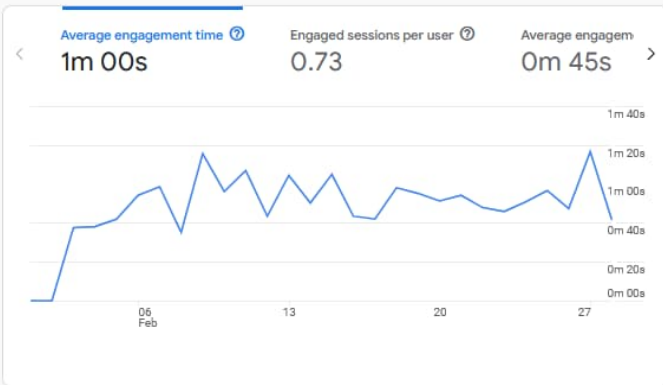 Average engagement time
Engaged sessions per user
Average engagem
1m 00s
0.73
0m 45s
1m 40s
1m 20s
1m 00s
0m 40s
0m 20s
0m 00s
06
Feb
13
20
27